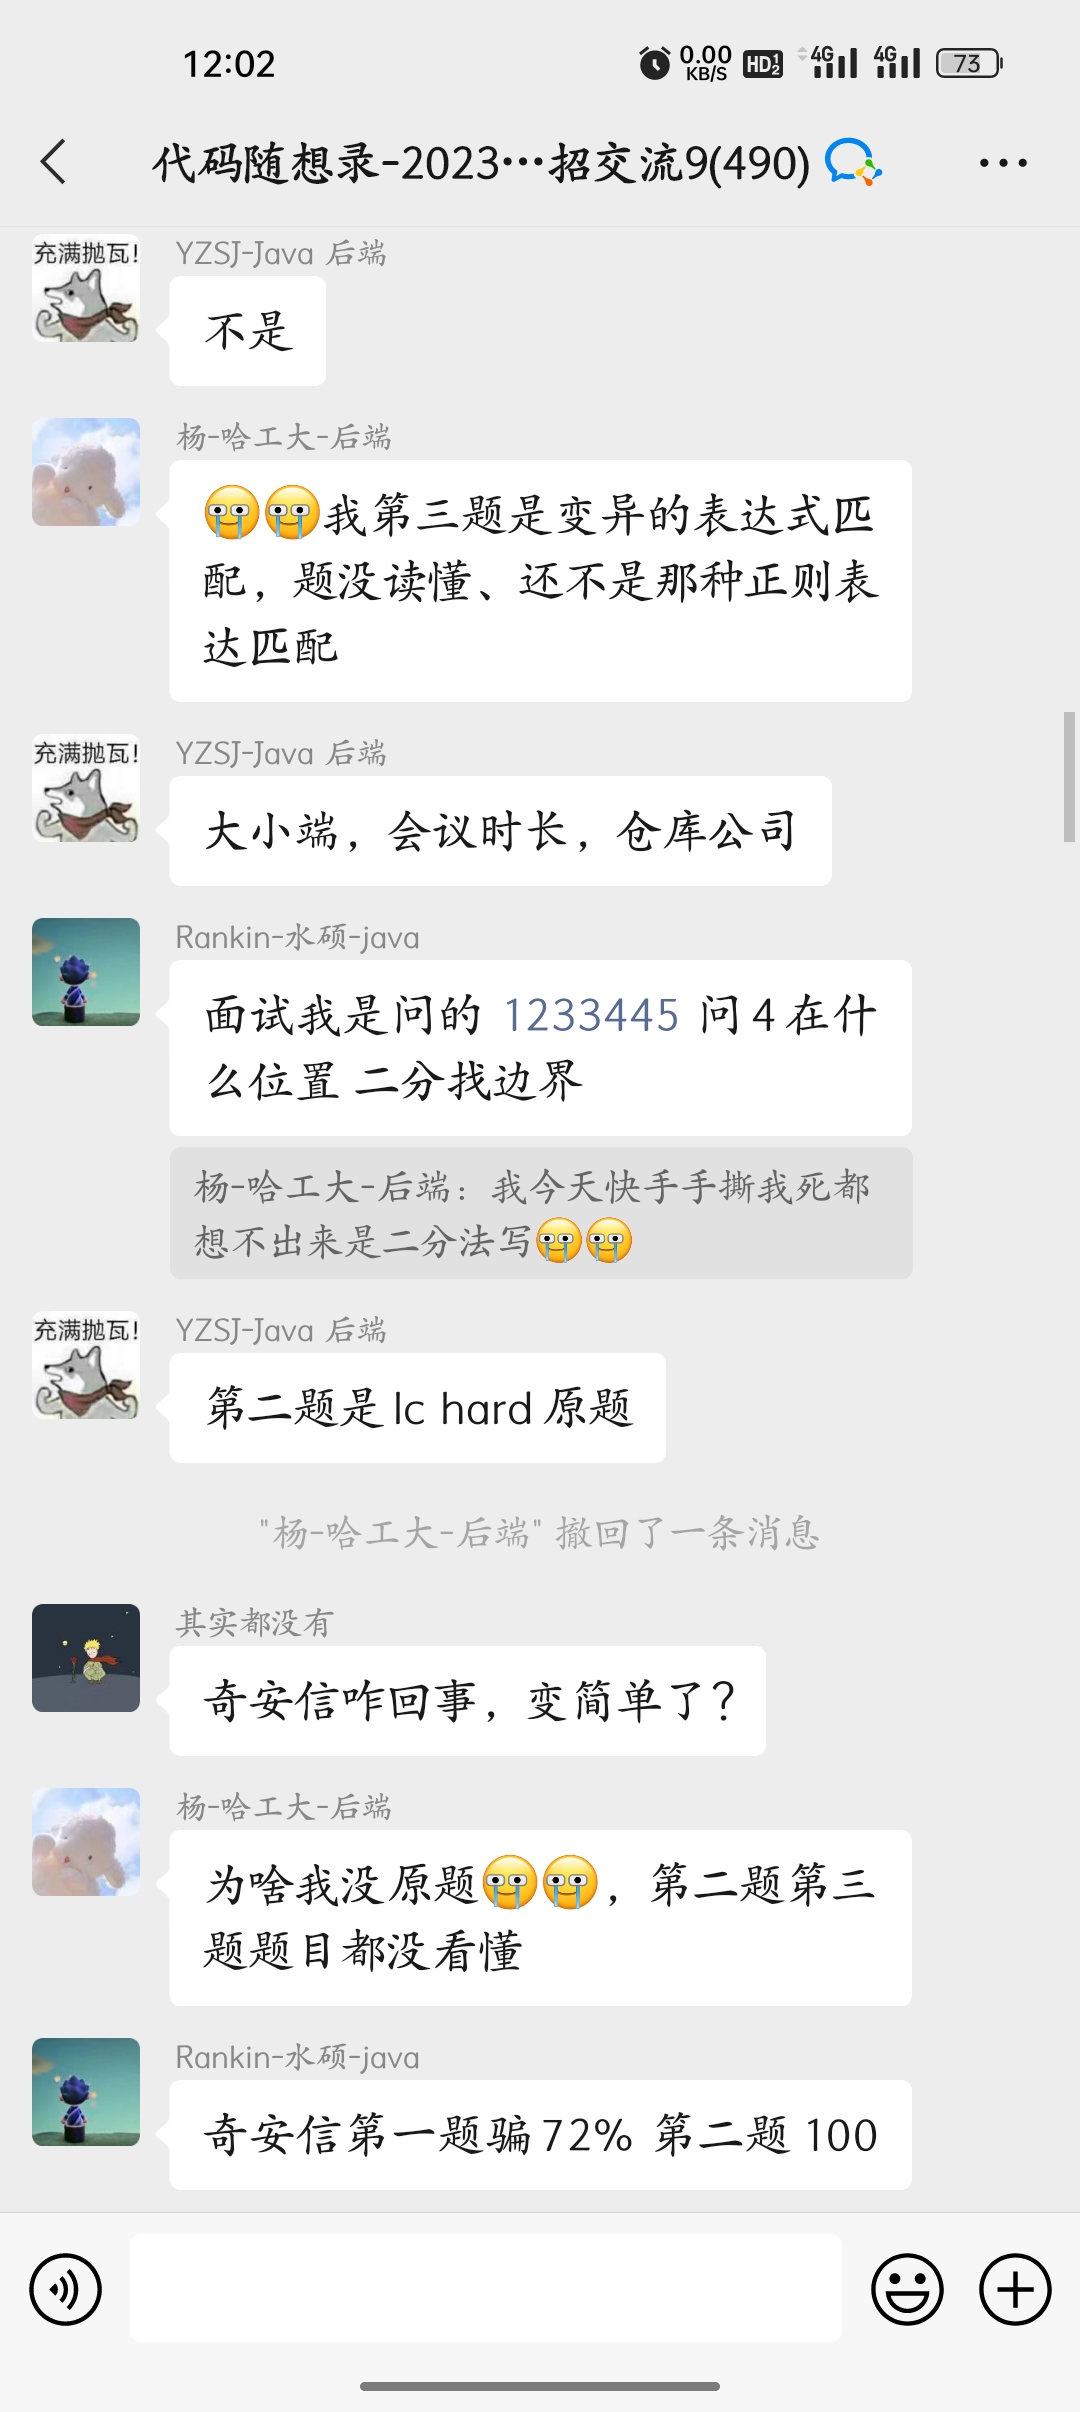 12:02
0.00
KB/S
HD 1 2
4G
4G
73
代码随想录-2023…招交流9(490)
充满抛瓦!
YZSJ-Java 后端
不是
杨-哈工大-后端
😭😭我第三题是变异的表达式匹
配，题没读懂、还不是那种正则表
达匹配
充满抛瓦!
YZSJ-Java 后端
大小端，会议时长，仓库公司
Rankin-水硕-java
面试我是问的 1233445 问 4 在什
么位置 二分找边界
杨-哈工大-后端：我今天快手手撕我死都
想不出来是二分法写😭😭
充满抛瓦!
YZSJ-Java 后端
第二题是 lc hard 原题
"杨-哈工大-后端" 撤回了一条消息
其实都没有
奇安信咋回事，变简单了？
杨-哈工大-后端
为啥我没原题😭😭，第二题第三
题题目都没看懂
Rankin-水硕-java
奇安信第一题骗 72% 第二题 100